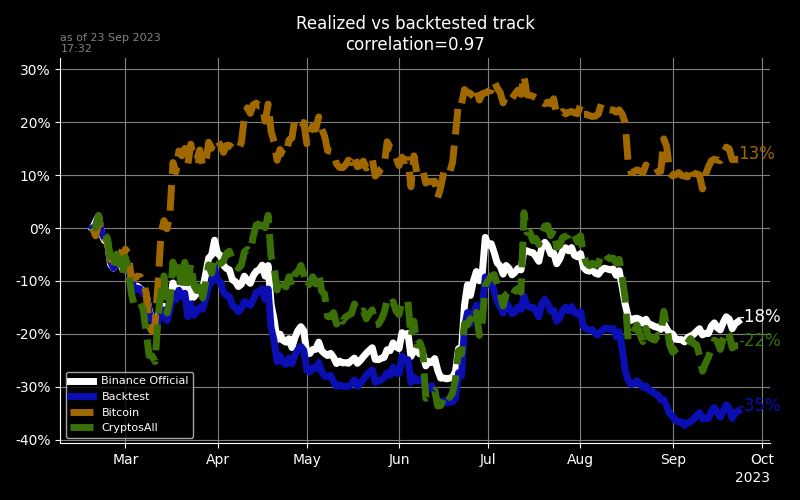 Realized vs backtested track
correlation=0.97
as of 23 Sep 2023
17:32
30%
20%
10%
0%
-10%
-20%
-30%
-40%
13%
-18%
-22%
-35%
Binance Official
Backtest
Bitcoin
CryptosAll
Mar Apr May Jun Jul Aug Sep Oct
2023